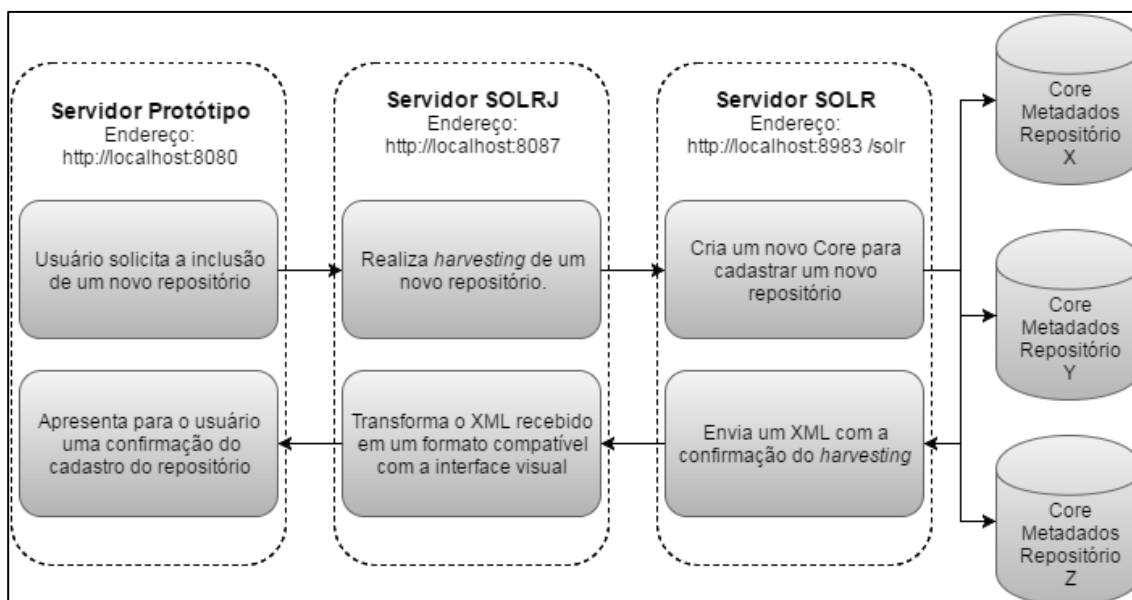 Servidor Protótipo
Endereço:
http://localhost:8080
Usuário solicita a inclusão
de um novo repositório
Apresenta para o usuário
uma confirmação do
cadastro do repositório
Servidor SOLRJ
Endereço:
http://localhost:8087
Realiza harvesting de um
novo repositório.
Transforma o XML recebido
em um formato compatível
com a interface visual
Servidor SOLR
Endereço:
http://localhost:8983 /solr
Cria um novo Core para
cadastrar um novo
repositório
Envia um XML com a
confirmação do harvesting
Core
Metadados
Repositório
X
Core
Metadados
Repositório
Y
Core
Metadados
Repositório
Z